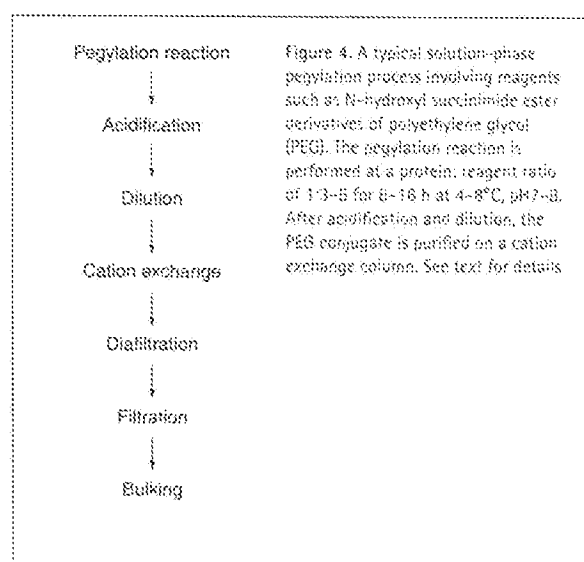 Pegylation reaction
Acidification
Dilution
Cation exchange
Diafiltration
Filtration
Bulking
Figure 4. A typical solution-phase
pegylation process involving reagents
such as N-hydroxyl succinimide ester
derivatives of polyethylene glycol
(PEG). The pegylation reaction is
performed at a protein: reagent ratio
of 1:3-6 for 8-16 h at 4-8°C, pH7-8.
After acidification and dilution, the
PEG conjugate is purified on a cation
exchange column. See text for details